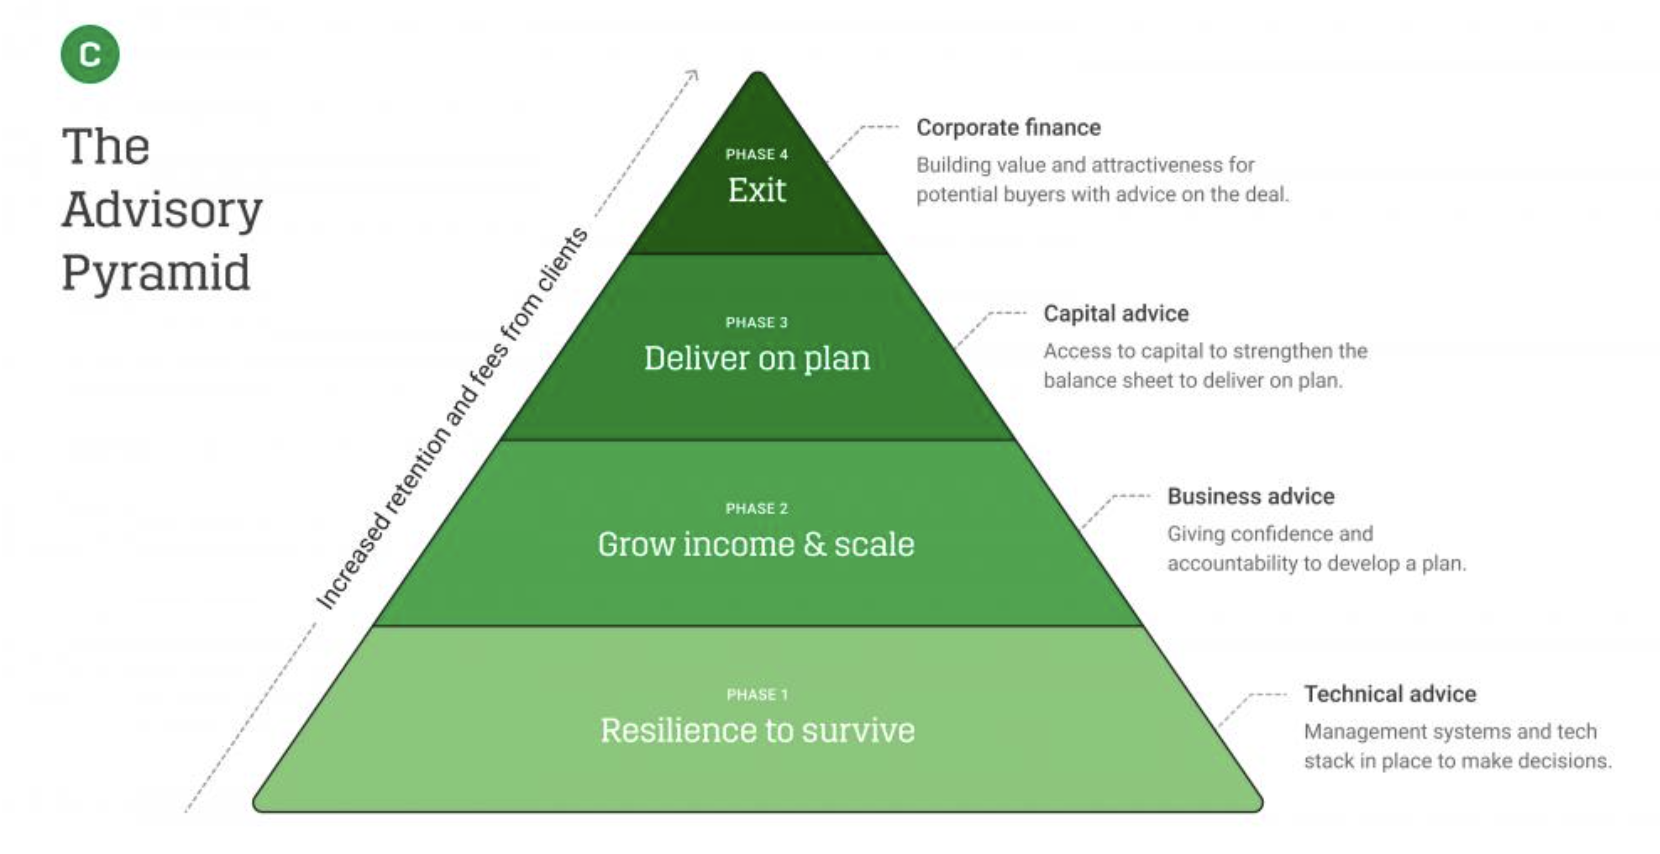 C
The
Advisory
Pyramid
Increased retention and fees from clients
PHASE 4
Exit
Corporate finance
Building value and attractiveness for
potential buyers with advice on the deal.
PHASE 3
Deliver on plan
Capital advice
Access to capital to strengthen the
balance sheet to deliver on plan.
PHASE 2
Grow income & scale
Business advice
Giving confidence and
accountability to develop a plan.
PHASE 1
Resilience to survive
Technical advice
Management systems and tech
stack in place to make decisions.